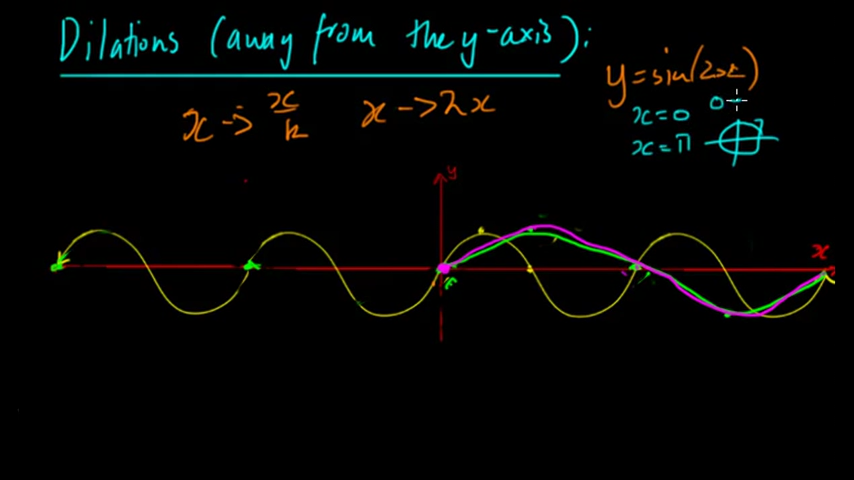 Dilations (away from the y-axis):
y=sin(2x)
x→x/k x→2x
x=0 0
x=π
y
x